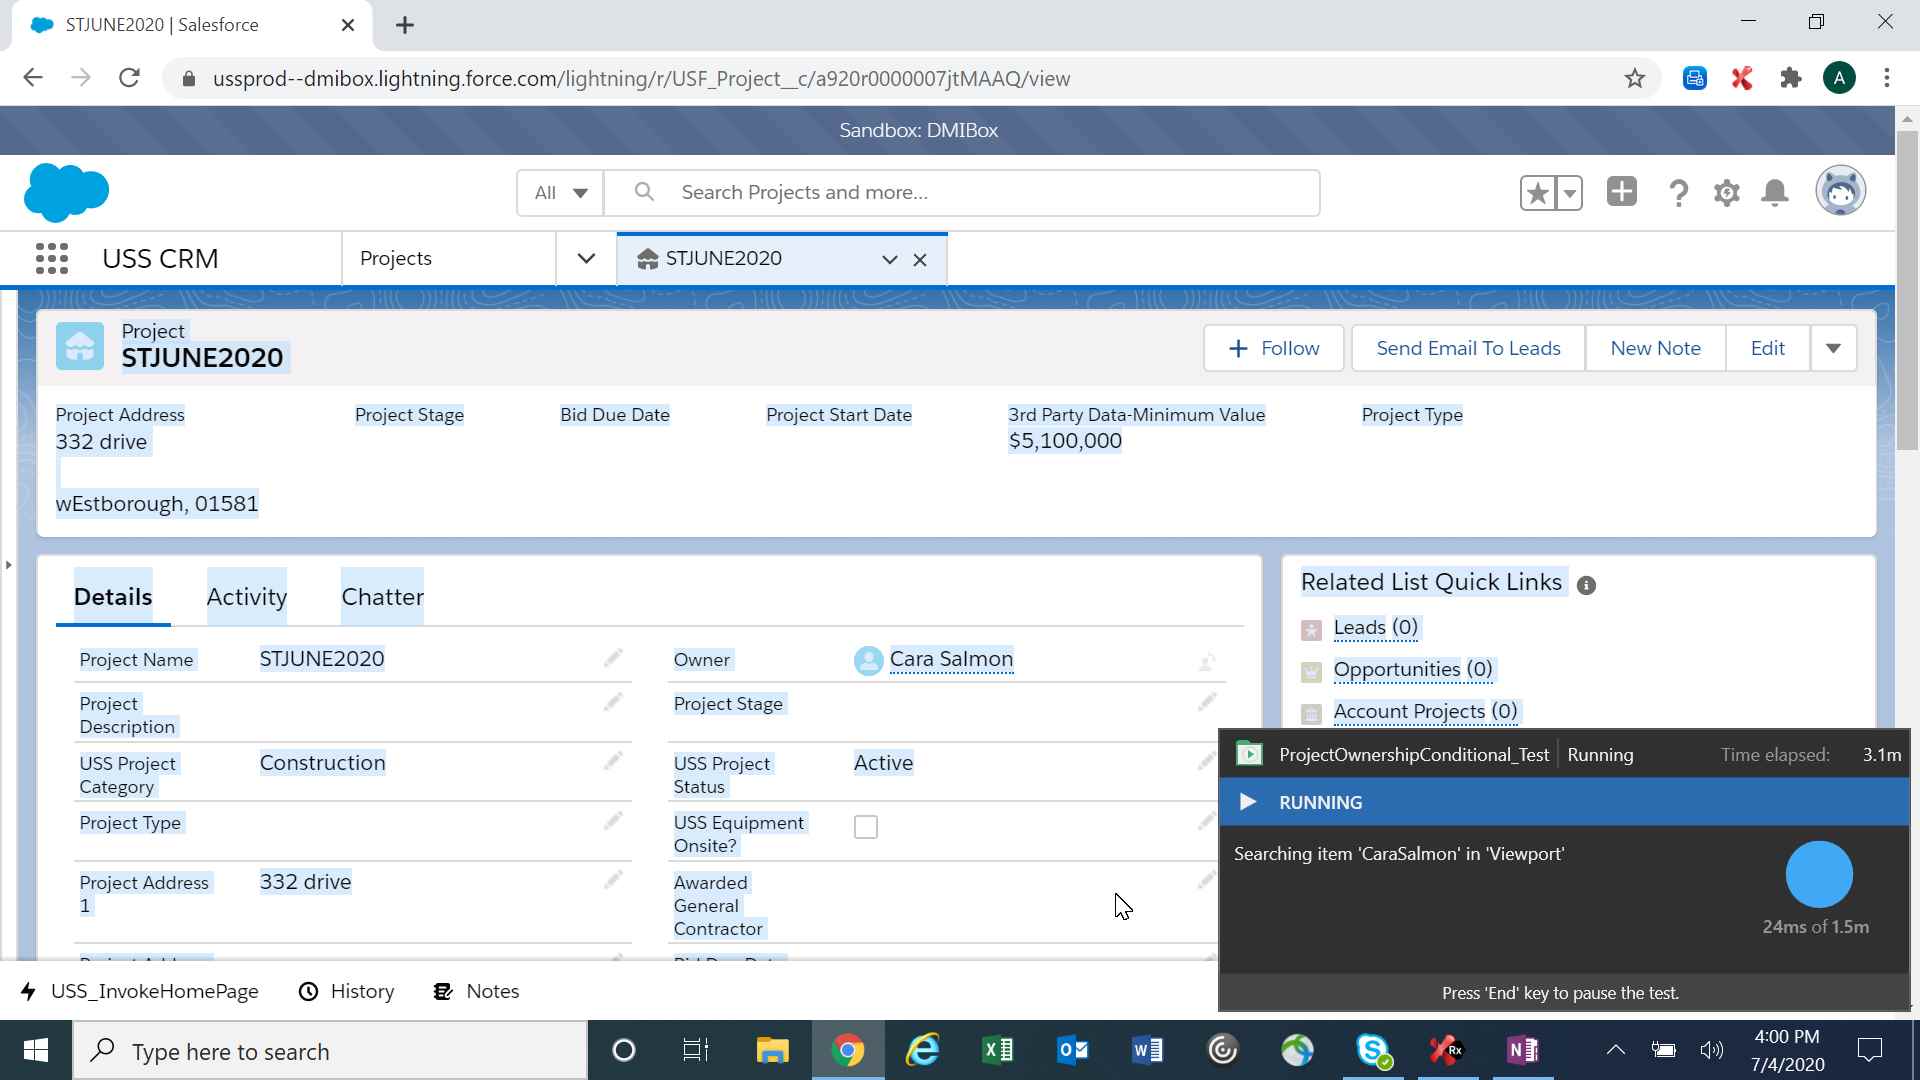 STJUNE2020 | Salesforce
ussprod--dmibox.lightning.force.com/lightning/r/USF_Project__c/a920r0000007jtMAAQ/view
A
Sandbox: DMIBox
All
Search Projects and more...
USS CRM
Projects
STJUNE2020
Project
STJUNE2020
Follow
Send Email To Leads
New Note
Edit
Project Address
332 drive
wEstborough, 01581
Project Stage
Bid Due Date
Project Start Date
3rd Party Data-Minimum Value
$5,100,000
Project Type
Details
Activity
Chatter
Project Name
STJUNE2020
Owner
Cara Salmon
Project
Description
Project Stage
USS Project
Category
Construction
USS Project
Status
Active
Project Type
USS Equipment
Onsite?
Project Address
1
332 drive
Awarded
General
Contractor
Related List Quick Links
Leads (0)
Opportunities (0)
Account Projects (0)
ProjectOwnershipConditional_Test
Running
Time elapsed:
3.1m
RUNNING
Searching item 'CaraSalmon' in 'Viewport'
24ms of 1.5m
Press 'End' key to pause the test.
USS_InvokeHomePage
History
Notes
Type here to search
4:00 PM
7/4/2020